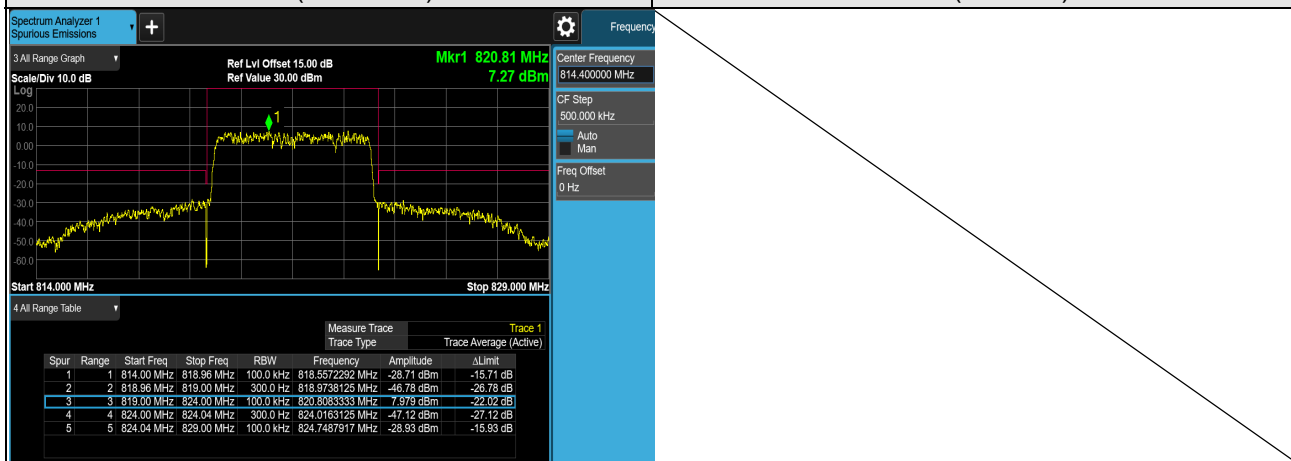 Spectrum Analyzer 1
Spurious Emissions
Frequency
3 All Range Graph
Ref Lvl Offset 15.00 dB
Mkr1 820.81 MHz
Scale/Div 10.0 dB
Ref Value 30.00 dBm
7.27 dBm
Log
1
20.0
10.0
0.00
-10.0
-20.0
-30.0
-40.0
-50.0
-60.0
Start 814.000 MHz
Stop 829.000 MHz
Center Frequency
814.400000 MHz
CF Step
500.000 kHz
Auto
Man
Freq Offset
0 Hz
4 All Range Table
Measure Trace Trace 1
Trace Type Trace Average (Active)
Spur Range Start Freq Stop Freq RBW Frequency Amplitude ΔLimit
1 1 814.00 MHz 818.96 MHz 100.0 kHz 818.5572292 MHz -28.71 dBm -15.71 dB
2 2 818.96 MHz 819.00 MHz 300.0 Hz 818.9738125 MHz -46.78 dBm -26.78 dB
3 3 819.00 MHz 824.00 MHz 100.0 kHz 820.8083333 MHz 7.979 dBm -22.02 dB
4 4 824.00 MHz 824.04 MHz 300.0 Hz 824.0163125 MHz -47.12 dBm -27.12 dB
5 5 824.04 MHz 829.00 MHz 100.0 kHz 824.7487917 MHz -28.93 dBm -15.93 dB